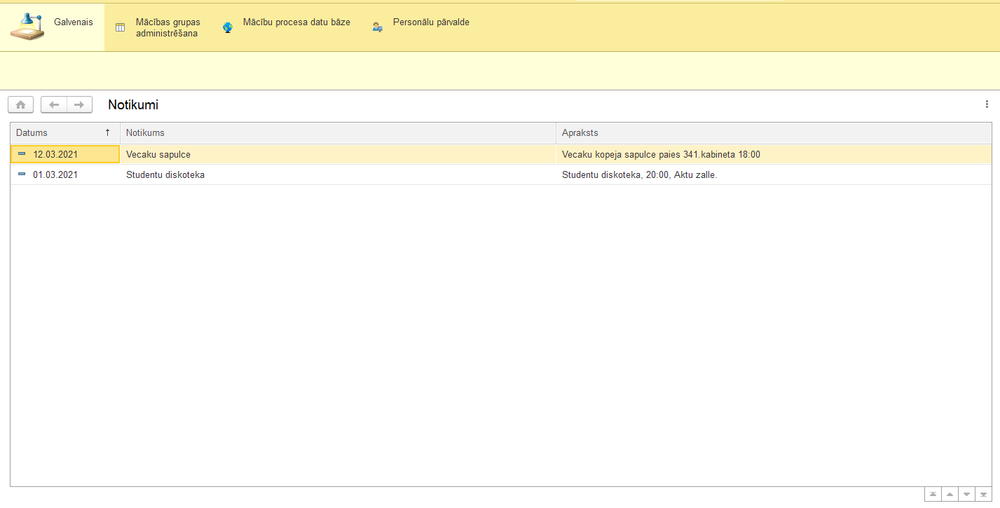 Galvenais
Mācības grupas
administrēšana
Mācību procesa datu bāze
Personālu pārvalde
Notikumi
Datums ↑ Notikums Apraksts
12.03.2021 Vecaku sapulce Vecaku kopeja sapulce paies 341.kabineta 18:00
01.03.2021 Studentu diskoteka Studentu diskoteka, 20:00, Aktu zalle.